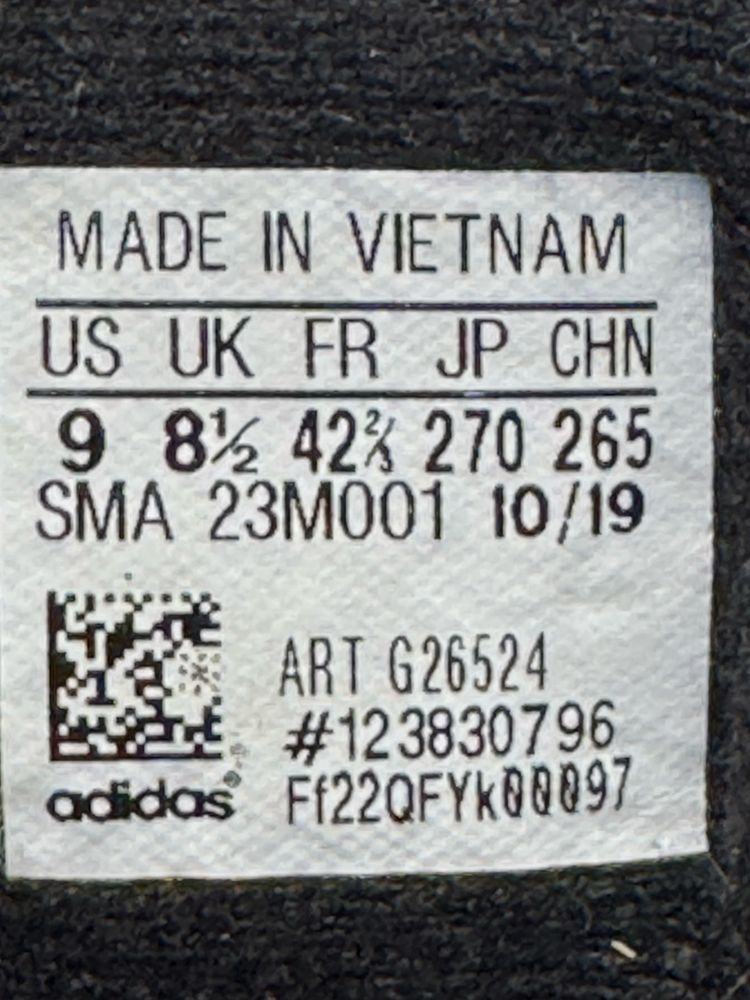 MADE IN VIETNAM
US UK FR JP CHN
9 8½ 42⅔ 270 265
SMA 23M001 10/19
ART G26524
#123830796
Ff22QFYk00097
adidas®